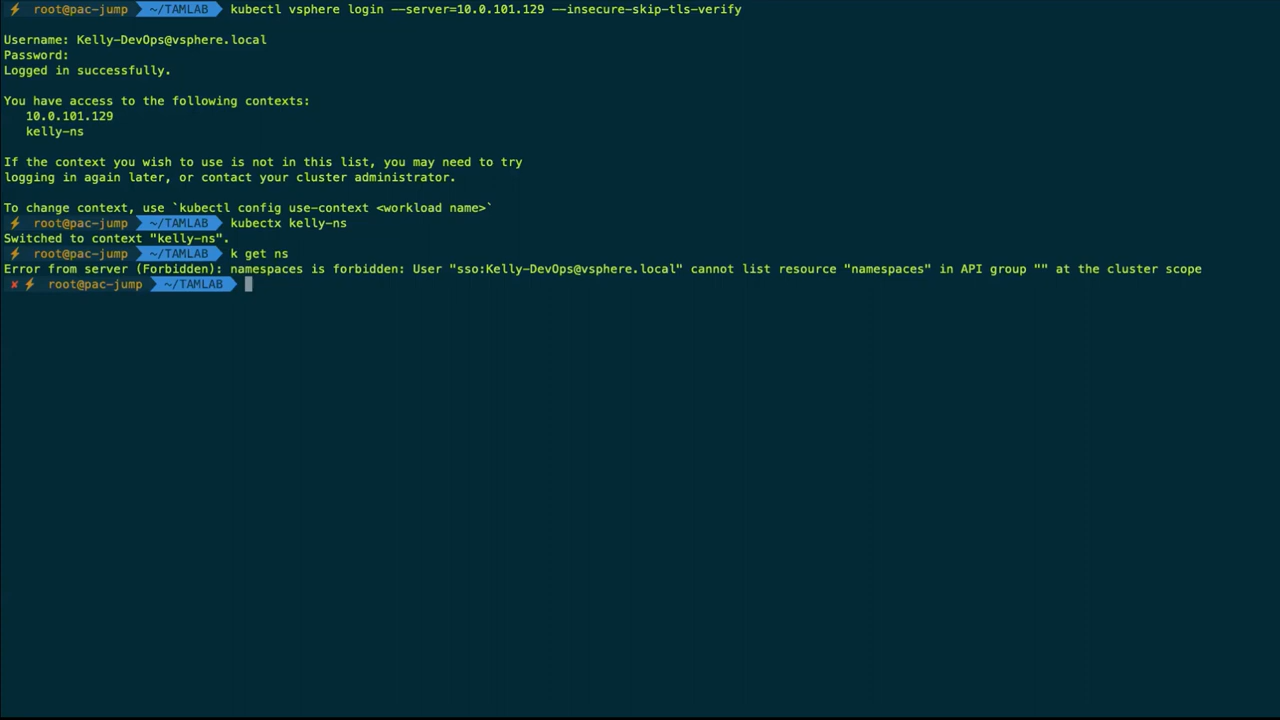 ⚡ root@pac-jump ~/TAMLAB kubectl vsphere login --server=10.0.101.129 --insecure-skip-tls-verify
Username: Kelly-DevOps@vsphere.local
Password:
Logged in successfully.
You have access to the following contexts:
10.0.101.129
kelly-ns
If the context you wish to use is not in this list, you may need to try
logging in again later, or contact your cluster administrator.
To change context, use `kubectl config use-context <workload name>`
⚡ root@pac-jump ~/TAMLAB kubectx kelly-ns
Switched to context "kelly-ns".
⚡ root@pac-jump ~/TAMLAB k get ns
Error from server (Forbidden): namespaces is forbidden: User "sso:Kelly-DevOps@vsphere.local" cannot list resource "namespaces" in API group "" at the cluster scope
✘ ⚡ root@pac-jump ~/TAMLAB